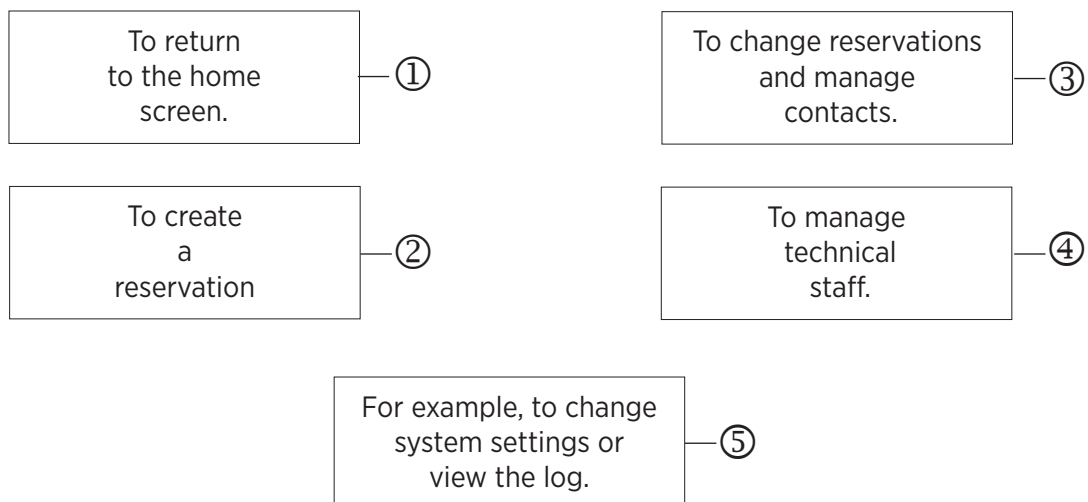 To return
to the home
screen.
①
To create
a
reservation
②
To change reservations
and manage
contacts.
③
To manage
technical
staff.
④
For example, to change
system settings or
view the log.
⑤